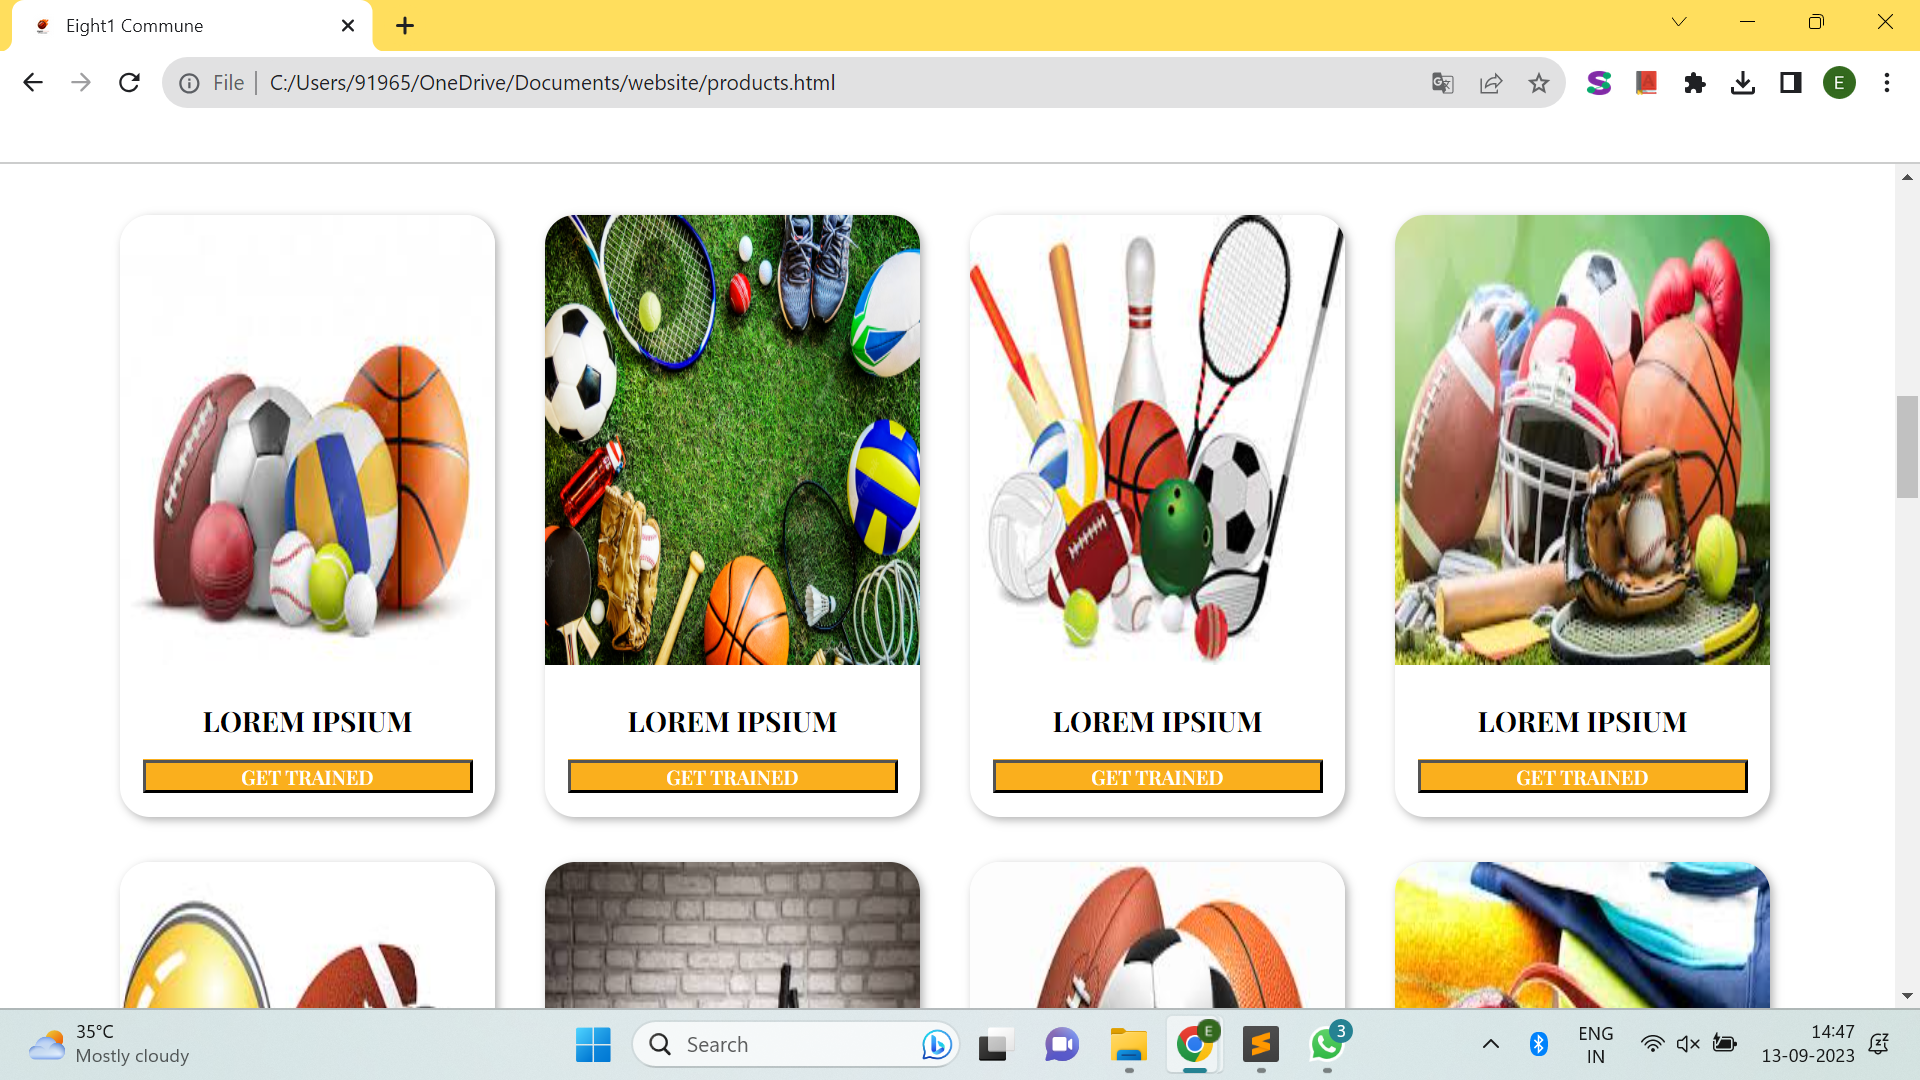 Eight1 Commune
File
C:/Users/91965/OneDrive/Documents/website/products.html
E
LOREM IPSIUM
LOREM IPSIUM
LOREM IPSIUM
LOREM IPSIUM
GET TRAINED
GET TRAINED
GET TRAINED
GET TRAINED
35°C
Mostly cloudy
Search
E
3
ENG
IN
14:47
13-09-2023